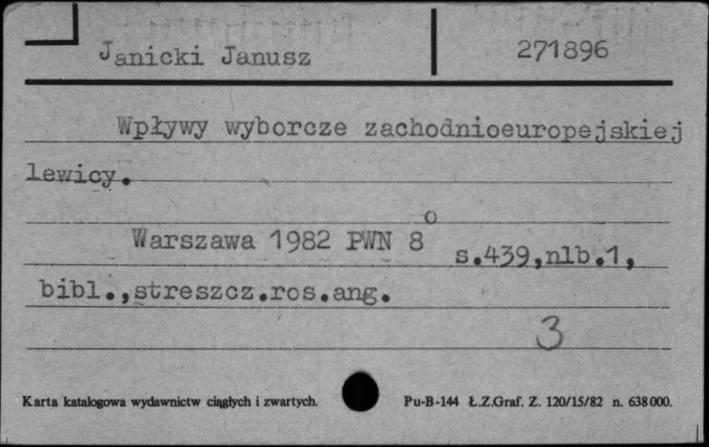 Janicki Janusz 271896
Wpływy wyborcze zachodnioeuropejskiej
lewicy.
Warszawa 1982 PWN 8° s.439,nlb.1,
bibl.,streszcz.ros.ang.
3
Karta katalogowa wydawnictw ciągłych i zwartych. Pu-B-144 Ł.Z.Graf. Z. 120/15/82 n. 638000.